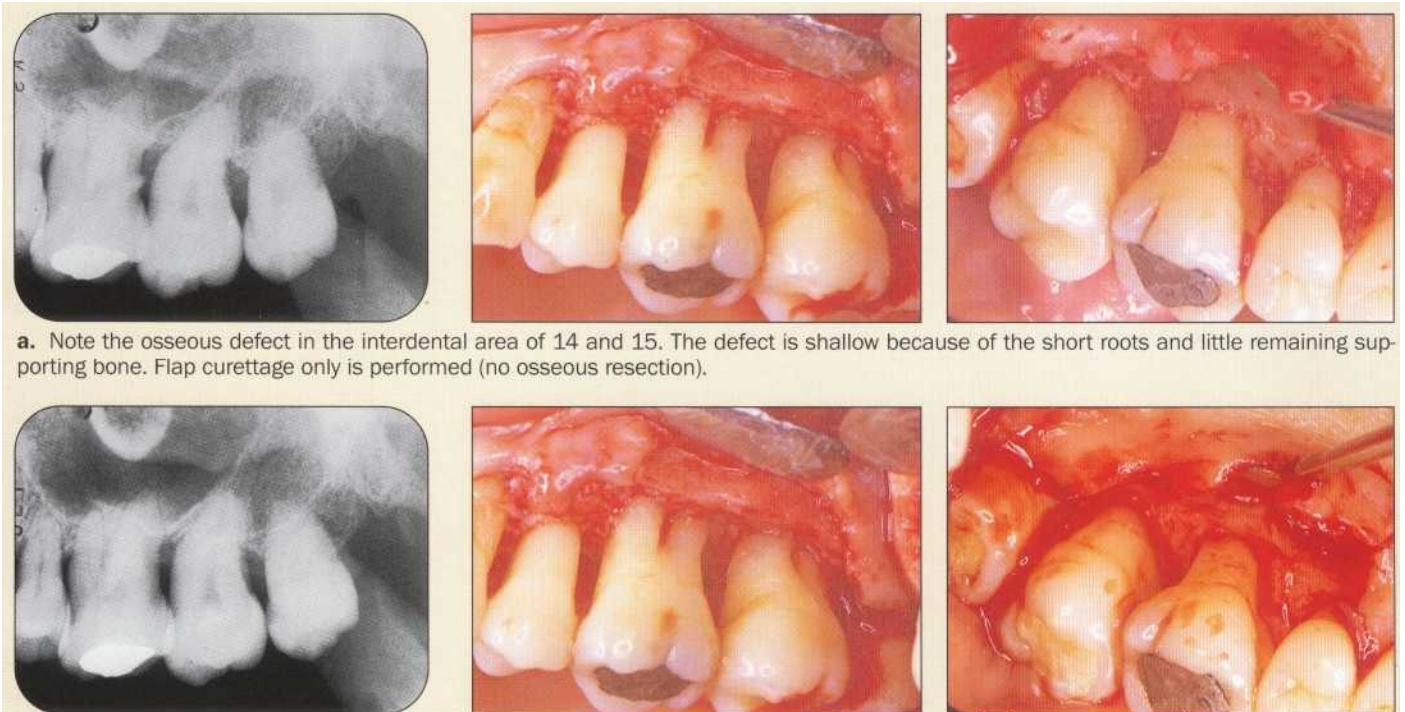 a. Note the osseous defect in the interdental area of 14 and 15. The defect is shallow because of the short roots and little remaining sup-
porting bone. Flap curettage only is performed (no osseous resection).